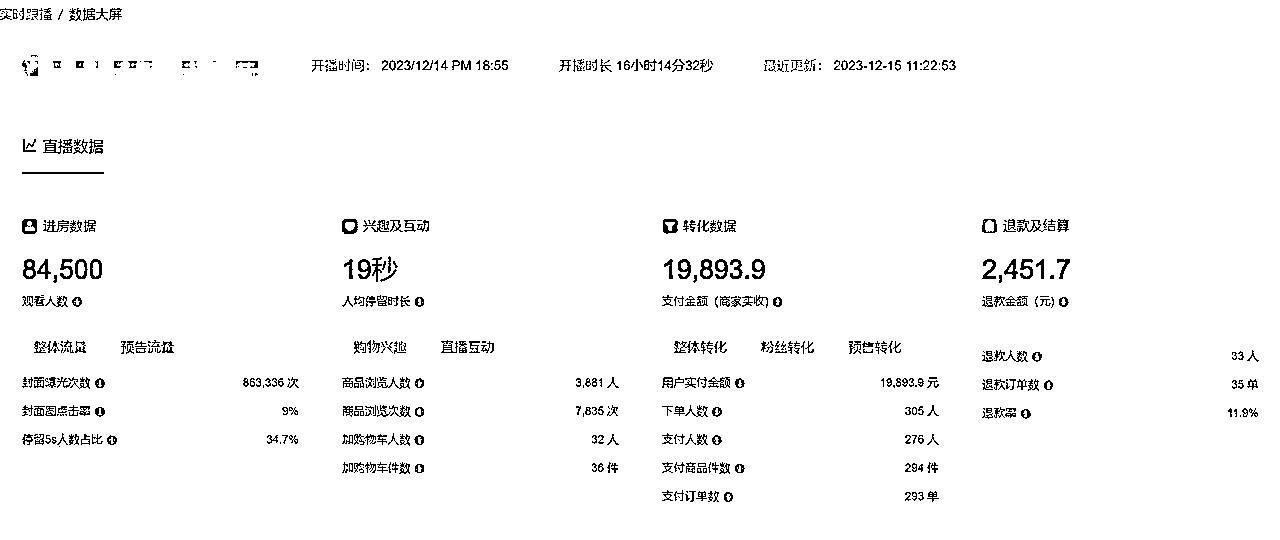 实时跟播 / 数据大屏
开播时间： 2023/12/14 PM 18:55 开播时长 16小时14分32秒 最近更新： 2023-12-15 11:22:53
直播数据
进房数据
84,500
观看人数
整体流量 预告流量
封面曝光次数 863,336 次
封面图点击率 9%
停留5s人数占比 34.7%
兴趣及互动
19秒
人均停留时长
购物兴趣 直播互动
商品浏览人数 3,881 人
商品浏览次数 7,835 次
加购物车人数 32 人
加购物车件数 36 件
转化数据
19,893.9
支付金额（商家实收）
整体转化 粉丝转化 预售转化
用户实付金额 19,893.9 元
下单人数 305 人
支付人数 276 人
支付商品件数 294 件
支付订单数 293 单
退款及结算
2,451.7
退款金额（元）
退款人数 33 人
退款订单数 35 单
退款率 11.9%